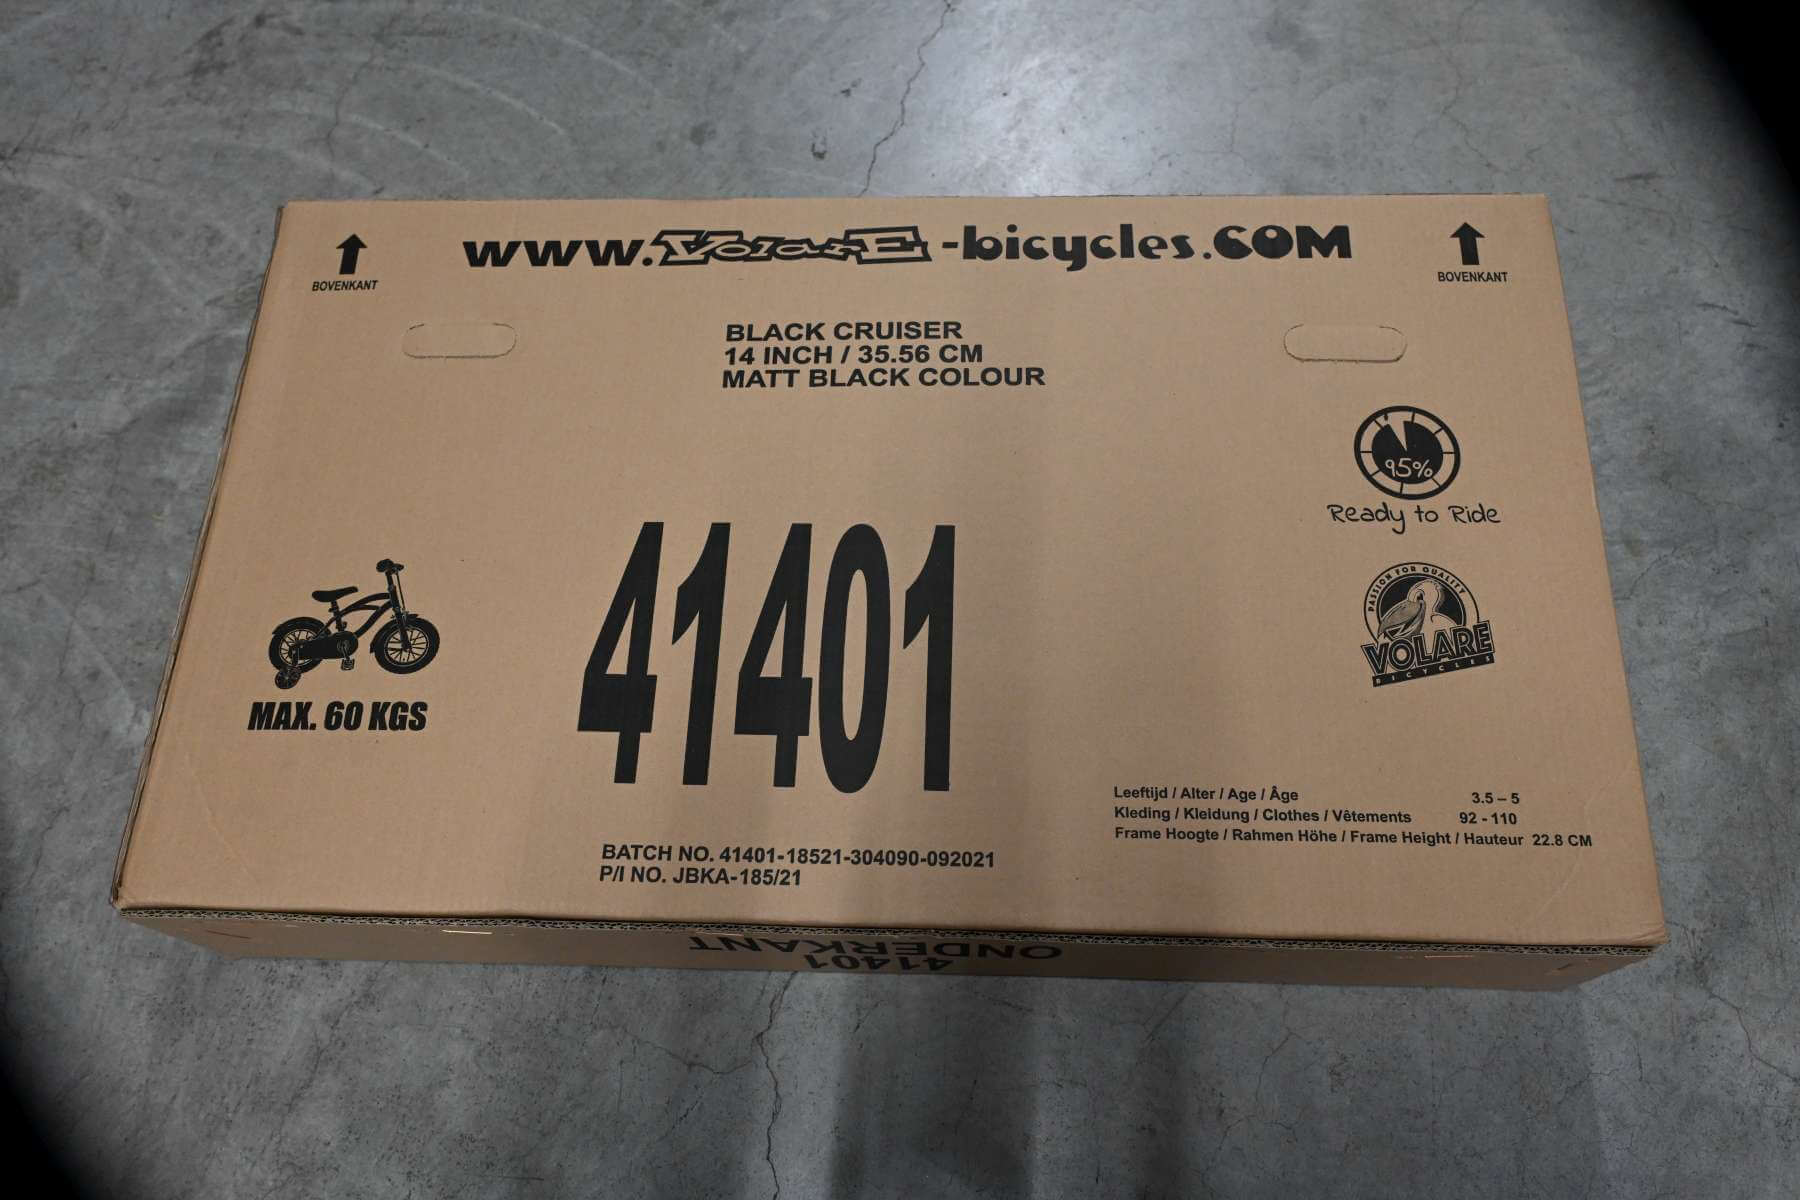 www.VolarE-bicycles.COM
BOVENKANT
BOVENKANT
BLACK CRUISER
14 INCH / 35.56 CM
MATT BLACK COLOUR
95%
Ready to Ride
41401
PASSION FOR QUALITY
VOLARE
BICYCLES
MAX. 60 KGS
Leeftijd / Alter / Age / Âge 3.5 – 5
Kleding / Kleidung / Clothes / Vêtements 92 - 110
Frame Hoogte / Rahmen Höhe / Frame Height / Hauteur 22.8 CM
BATCH NO. 41401-18521-304090-092021
P/I NO. JBKA-185/21
ONDERKANT
41401